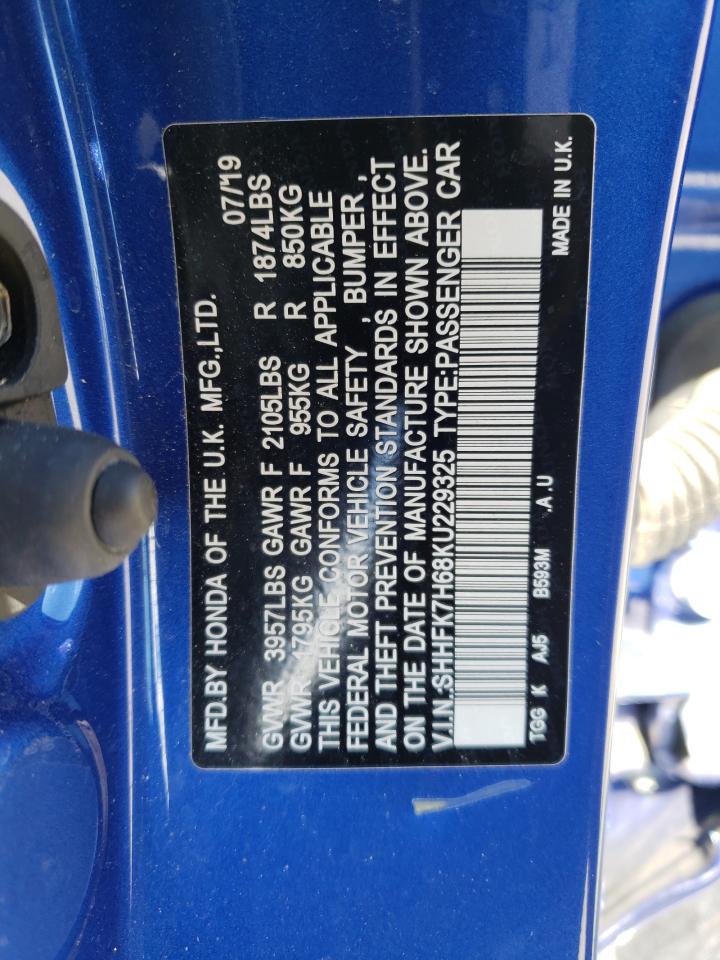 MFD.BY HONDA OF THE U.K. MFG.,LTD. 07/19
GVWR 3957LBS GAWR F 2105LBS R 1874LBS
GVWR 1795KG GAWR F 955KG R 850KG
THIS VEHICLE CONFORMS TO ALL APPLICABLE
FEDERAL MOTOR VEHICLE SAFETY , BUMPER ,
AND THEFT PREVENTION STANDARDS IN EFFECT
ON THE DATE OF MANUFACTURE SHOWN ABOVE.
V.I.N.:SHHFK7H68KU229325 TYPE:PASSENGER CAR
TGG K AJ5 B593M .A .U MADE IN U.K.